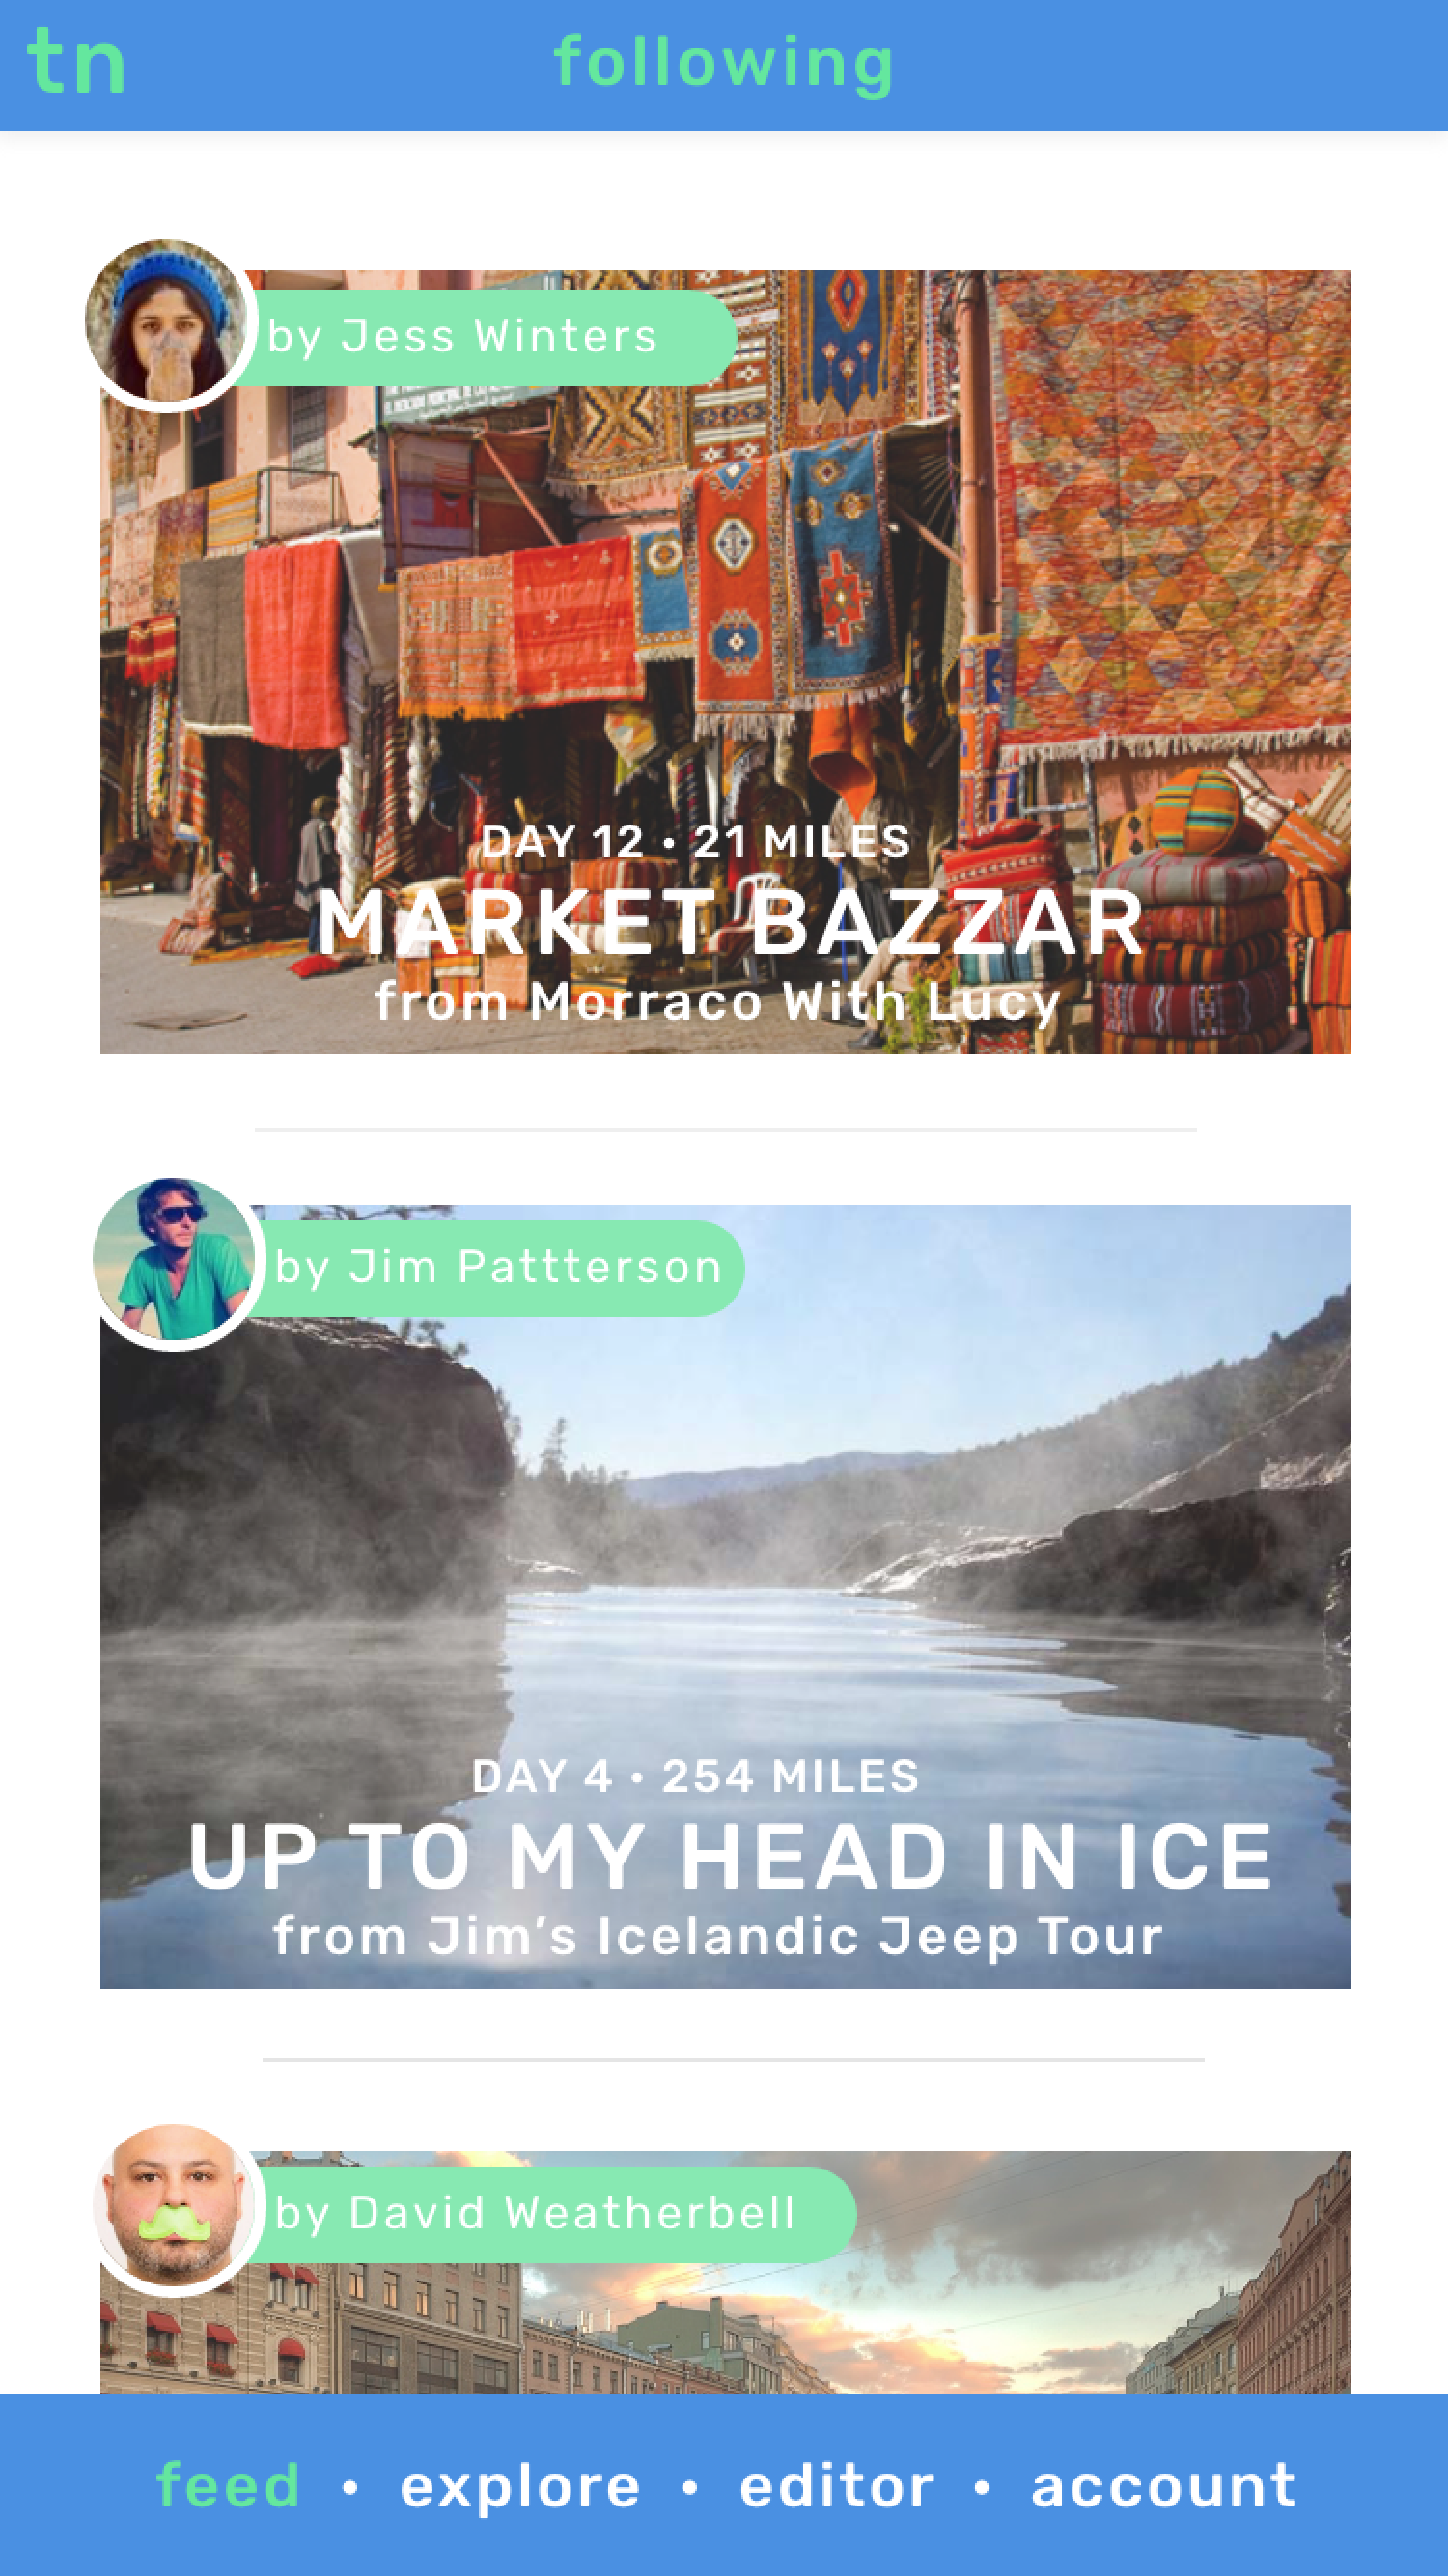 tn
following
by Jess Winters
DAY 12 • 21 MILES
MARKET BAZZAR
from Morraco With Lucy
by Jim Pattterson
DAY 4 • 254 MILES
UP TO MY HEAD IN ICE
from Jim’s Icelandic Jeep Tour
by David Weatherbell
feed • explore • editor • account